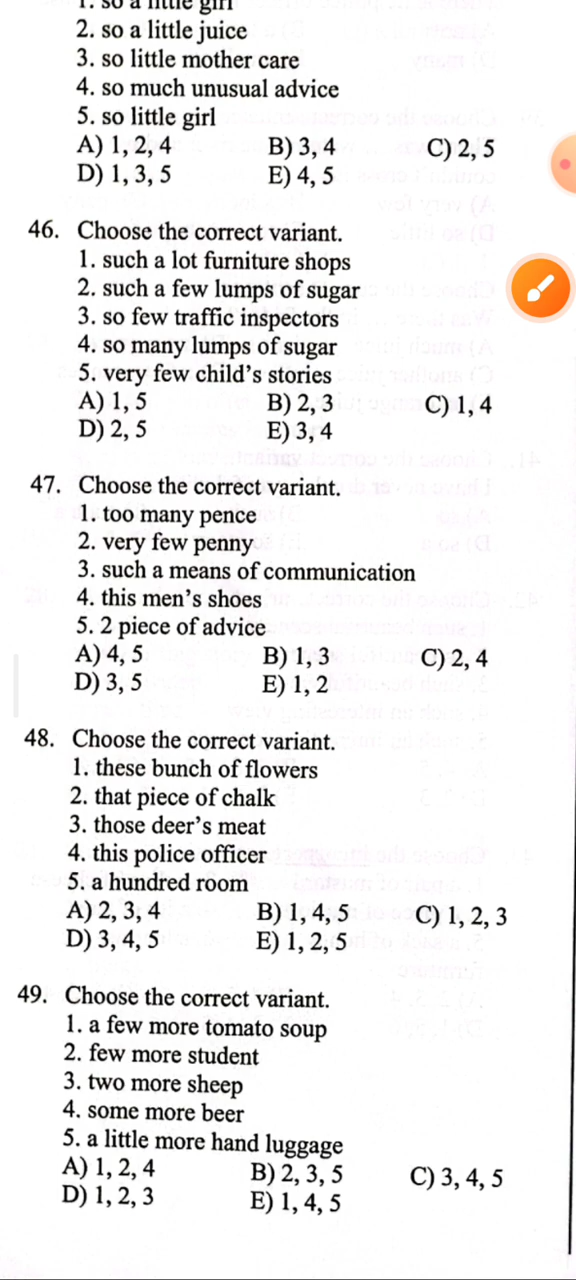 1. so a little girl
2. so a little juice
3. so little mother care
4. so much unusual advice
5. so little girl
A) 1, 2, 4 B) 3, 4 C) 2, 5
D) 1, 3, 5 E) 4, 5
46. Choose the correct variant.
1. such a lot furniture shops
2. such a few lumps of sugar
3. so few traffic inspectors
4. so many lumps of sugar
5. very few child's stories
A) 1, 5 B) 2, 3 C) 1, 4
D) 2, 5 E) 3, 4
47. Choose the correct variant.
1. too many pence
2. very few penny
3. such a means of communication
4. this men's shoes
5. 2 piece of advice
A) 4, 5 B) 1, 3 C) 2, 4
D) 3, 5 E) 1, 2
48. Choose the correct variant.
1. these bunch of flowers
2. that piece of chalk
3. those deer's meat
4. this police officer
5. a hundred room
A) 2, 3, 4 B) 1, 4, 5 C) 1, 2, 3
D) 3, 4, 5 E) 1, 2, 5
49. Choose the correct variant.
1. a few more tomato soup
2. few more student
3. two more sheep
4. some more beer
5. a little more hand luggage
A) 1, 2, 4 B) 2, 3, 5 C) 3, 4, 5
D) 1, 2, 3 E) 1, 4, 5